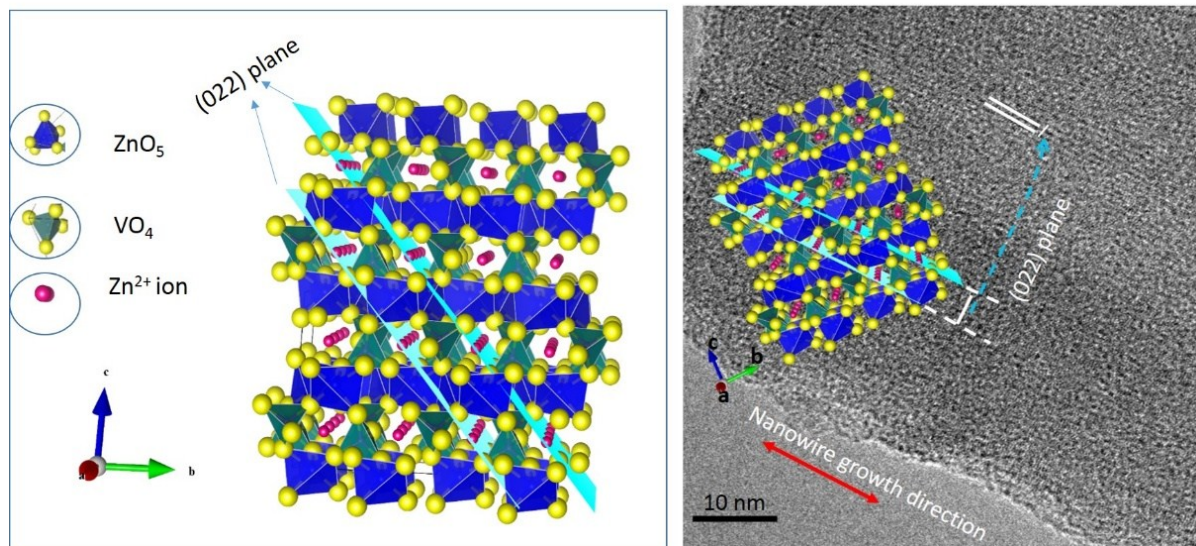 (022) plane
ZnO₅
VO₄
Zn²⁺ ion
c
a
b
(022) plane
c
b
a
Nanowire growth direction
10 nm